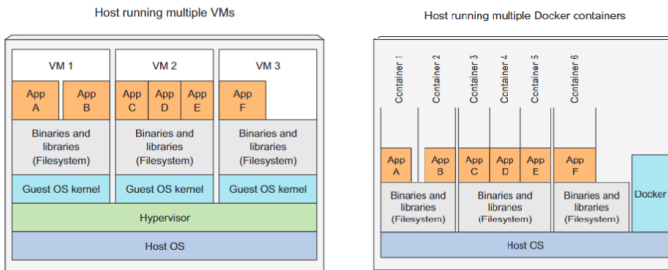 Host running multiple VMs
VM 1
VM 2
VM 3
App
A
App
B
App
C
App
D
App
E
App
F
Binaries and
libraries
(Filesystem)
Binaries and
libraries
(Filesystem)
Binaries and
libraries
(Filesystem)
Guest OS kernel
Guest OS kernel
Guest OS kernel
Hypervisor
Host OS
Host running multiple Docker containers
Container 1
Container 2
Container 3
Container 4
Container 5
Container 6
App
A
App
B
App
C
App
D
App
E
App
F
Binaries and
libraries
(Filesystem)
Binaries and
libraries
(Filesystem)
Binaries and
libraries
(Filesystem)
Docker
Host OS